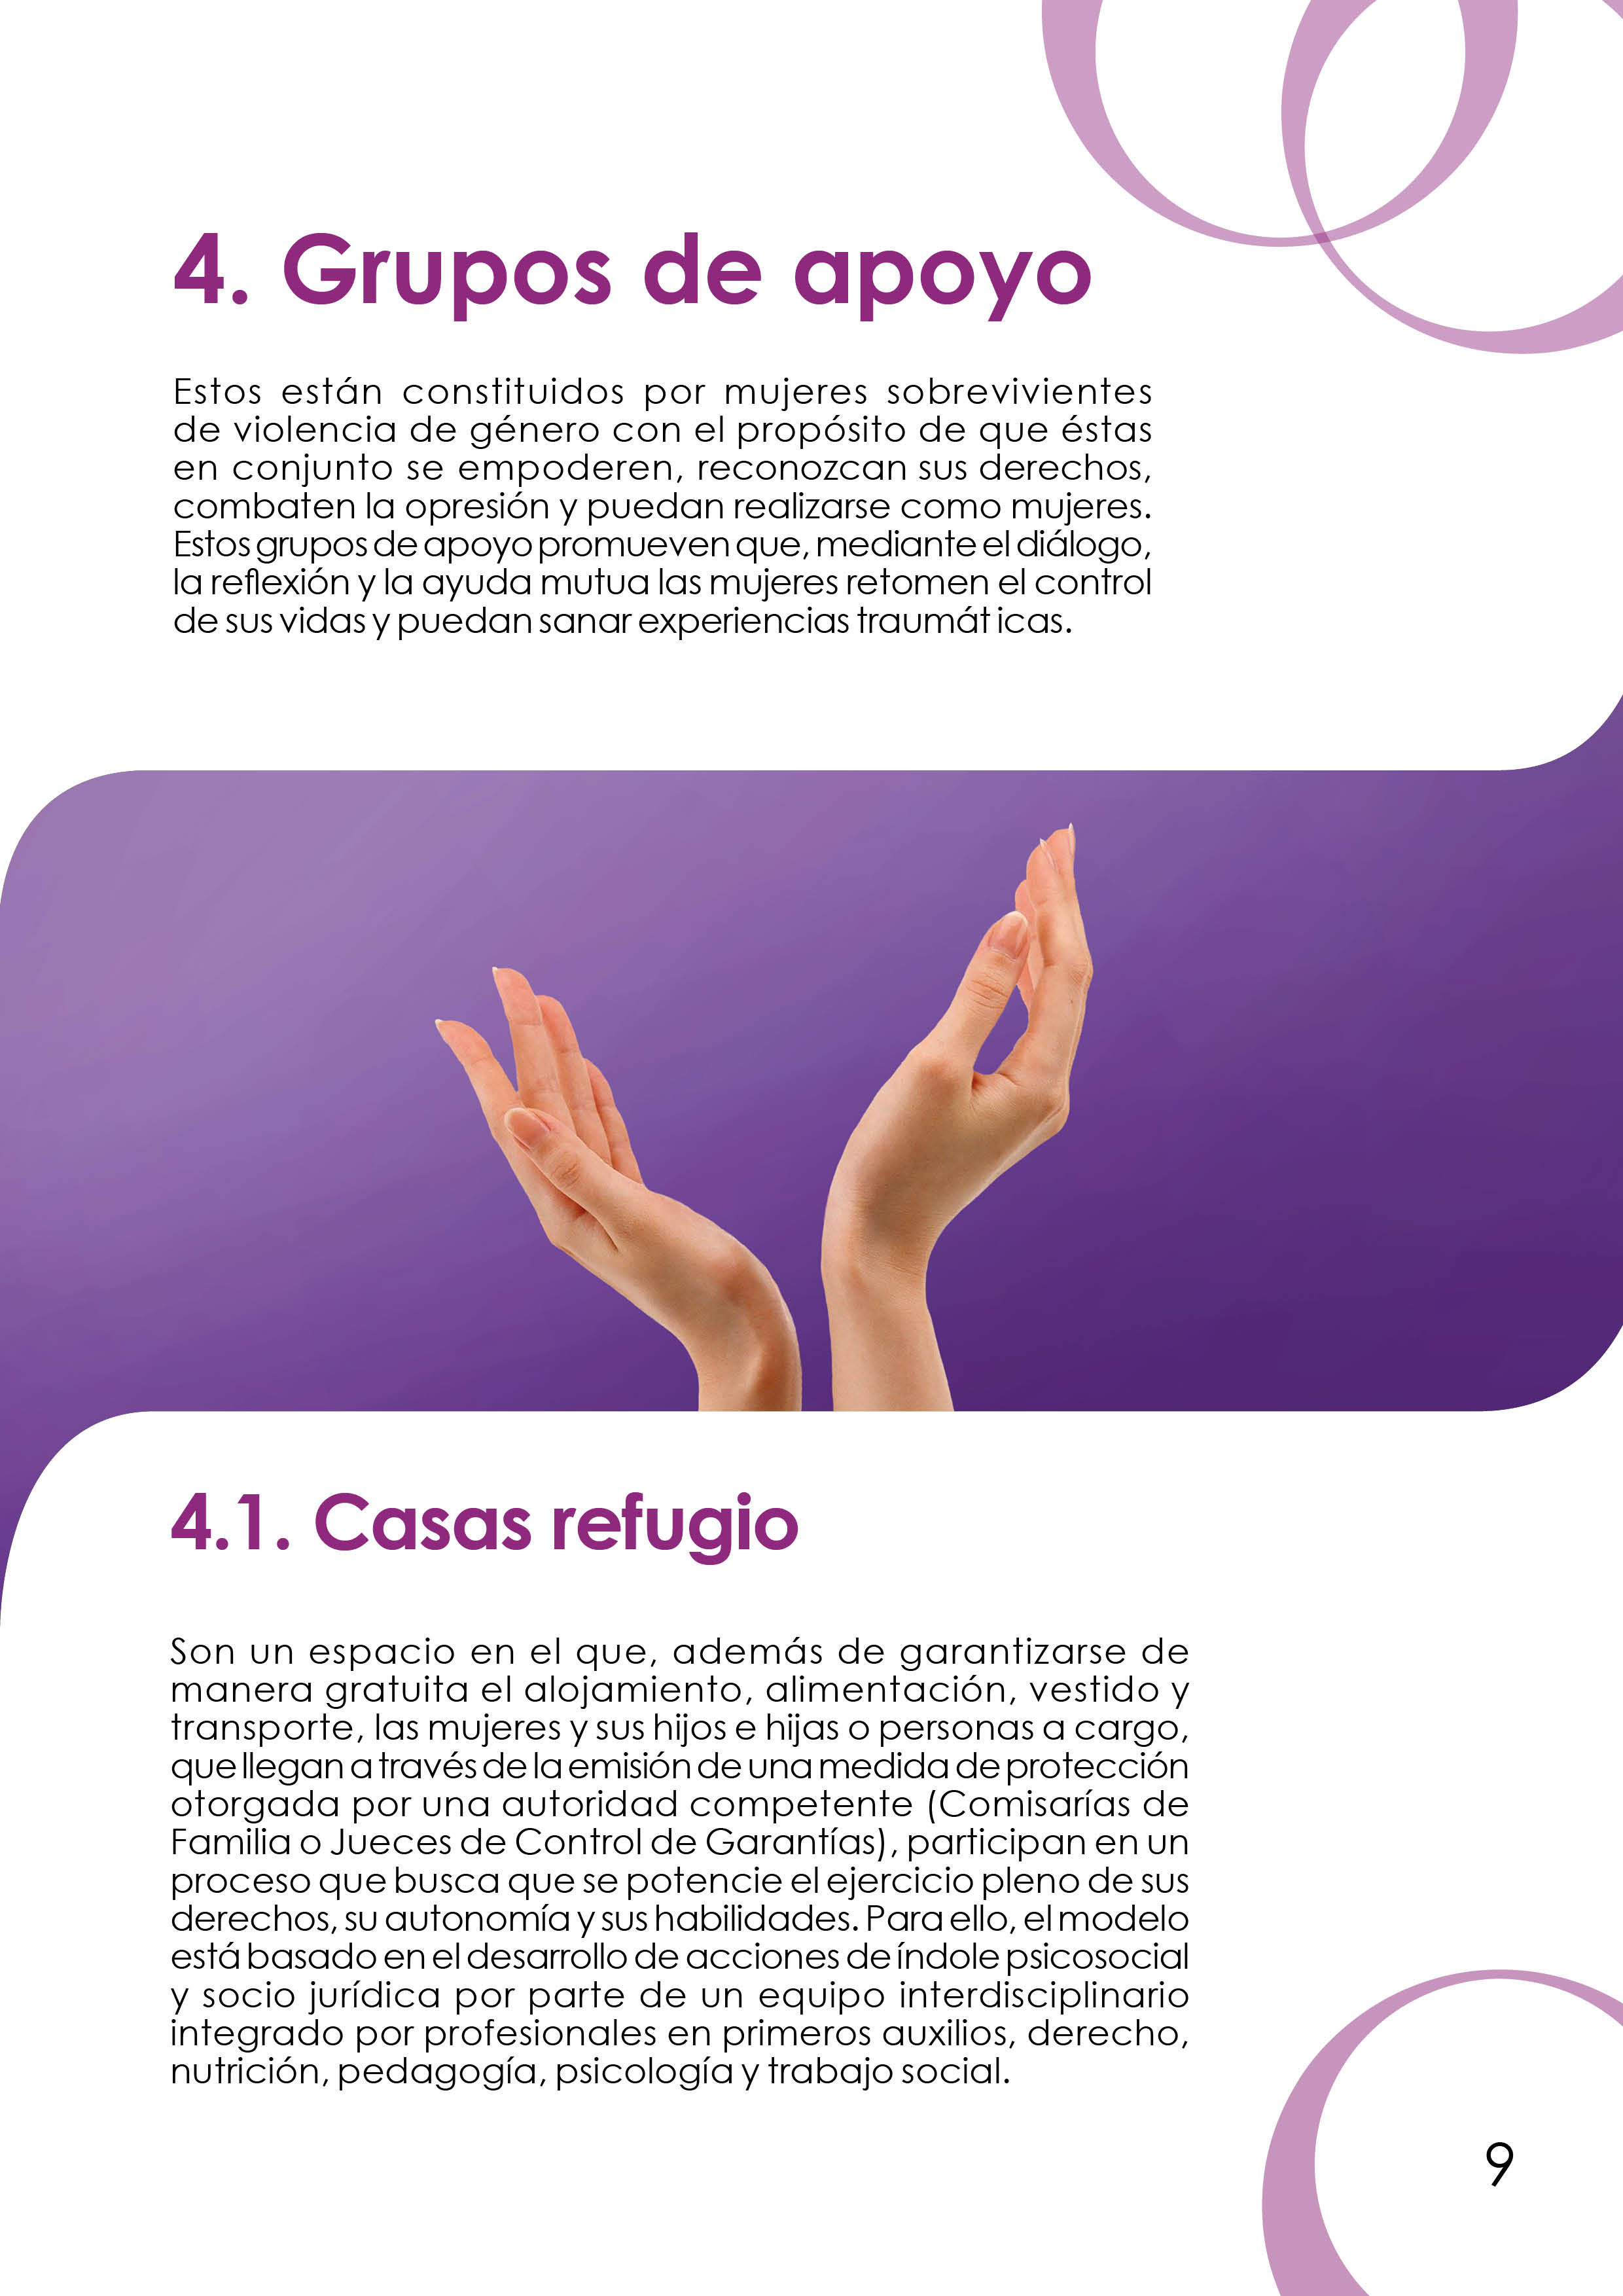 4. Grupos de apoyo
Estos están constituidos por mujeres sobrevivientes
de violencia de género con el propósito de que éstas
en conjunto se empoderen, reconozcan sus derechos,
combaten la opresión y puedan realizarse como mujeres.
Estos grupos de apoyo promueven que, mediante el diálogo,
la reflexión y la ayuda mutua las mujeres retomen el control
de sus vidas y puedan sanar experiencias traumát icas.
4.1. Casas refugio
Son un espacio en el que, además de garantizarse de
manera gratuita el alojamiento, alimentación, vestido y
transporte, las mujeres y sus hijos e hijas o personas a cargo,
que llegan a través de la emisión de una medida de protección
otorgada por una autoridad competente (Comisarías de
Familia o Jueces de Control de Garantías), participan en un
proceso que busca que se potencie el ejercicio pleno de sus
derechos, su autonomía y sus habilidades. Para ello, el modelo
está basado en el desarrollo de acciones de índole psicosocial
y socio jurídica por parte de un equipo interdisciplinario
integrado por profesionales en primeros auxilios, derecho,
nutrición, pedagogía, psicología y trabajo social.
9